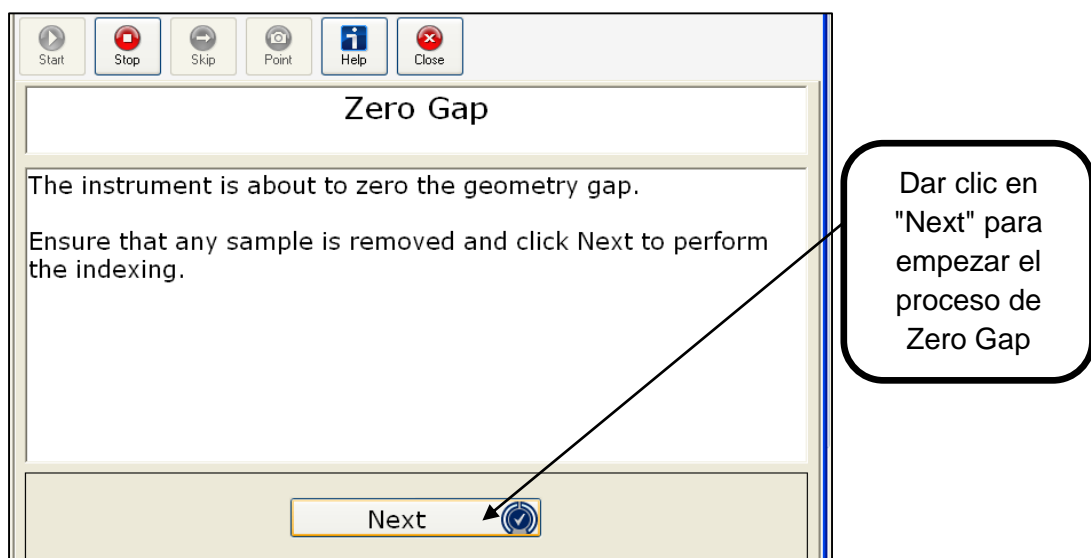 Start Stop Skip Point Help Close
Zero Gap
The instrument is about to zero the geometry gap.
Ensure that any sample is removed and click Next to perform
the indexing.
Next
Dar clic en
"Next" para
empezar el
proceso de
Zero Gap